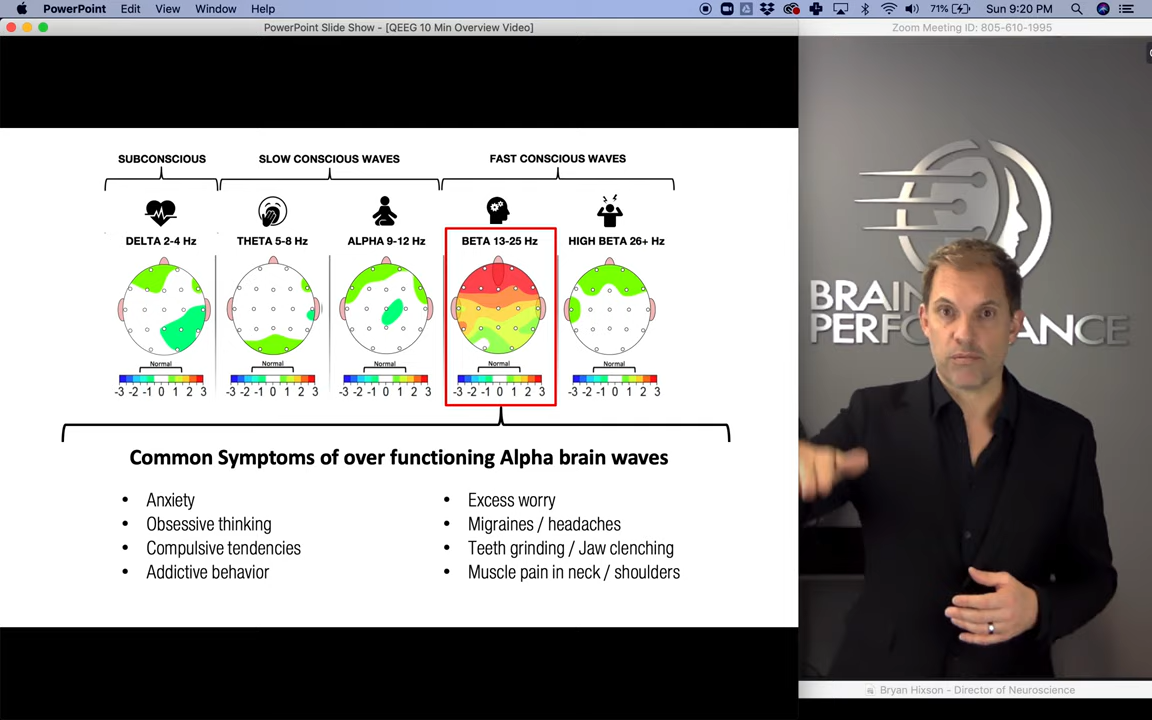 PowerPoint File Edit View Window Help 71% Sun 9:20 PM
PowerPoint Slide Show - [QEEG 10 Min Overview Video]
Zoom Meeting ID: 805-610-1995
SUBCONSCIOUS SLOW CONSCIOUS WAVES FAST CONSCIOUS WAVES
DELTA 2-4 Hz THETA 5-8 Hz ALPHA 9-12 Hz BETA 13-25 Hz HIGH BETA 26+ Hz
Normal Normal Normal Normal Normal
-3 -2 -1 0 1 2 3 -3 -2 -1 0 1 2 3 -3 -2 -1 0 1 2 3 -3 -2 -1 0 1 2 3 -3 -2 -1 0 1 2 3
Common Symptoms of over functioning Alpha brain waves
• Anxiety
• Obsessive thinking
• Compulsive tendencies
• Addictive behavior
• Excess worry
• Migraines / headaches
• Teeth grinding / Jaw clenching
• Muscle pain in neck / shoulders
Bryan Hixson - Director of Neuroscience